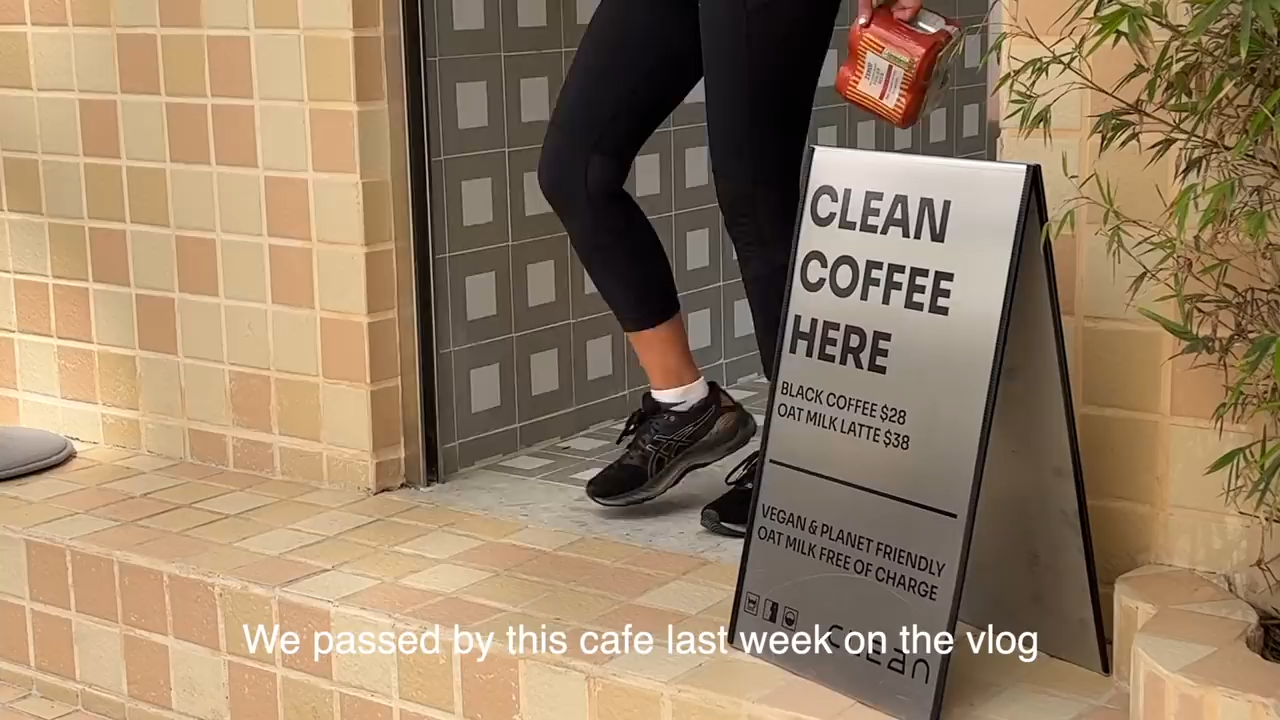 CLEAN
COFFEE
HERE
BLACK COFFEE $28
OAT MILK LATTE $38
VEGAN & PLANET FRIENDLY
OAT MILK FREE OF CHARGE
clean
We passed by this cafe last week on the vlog